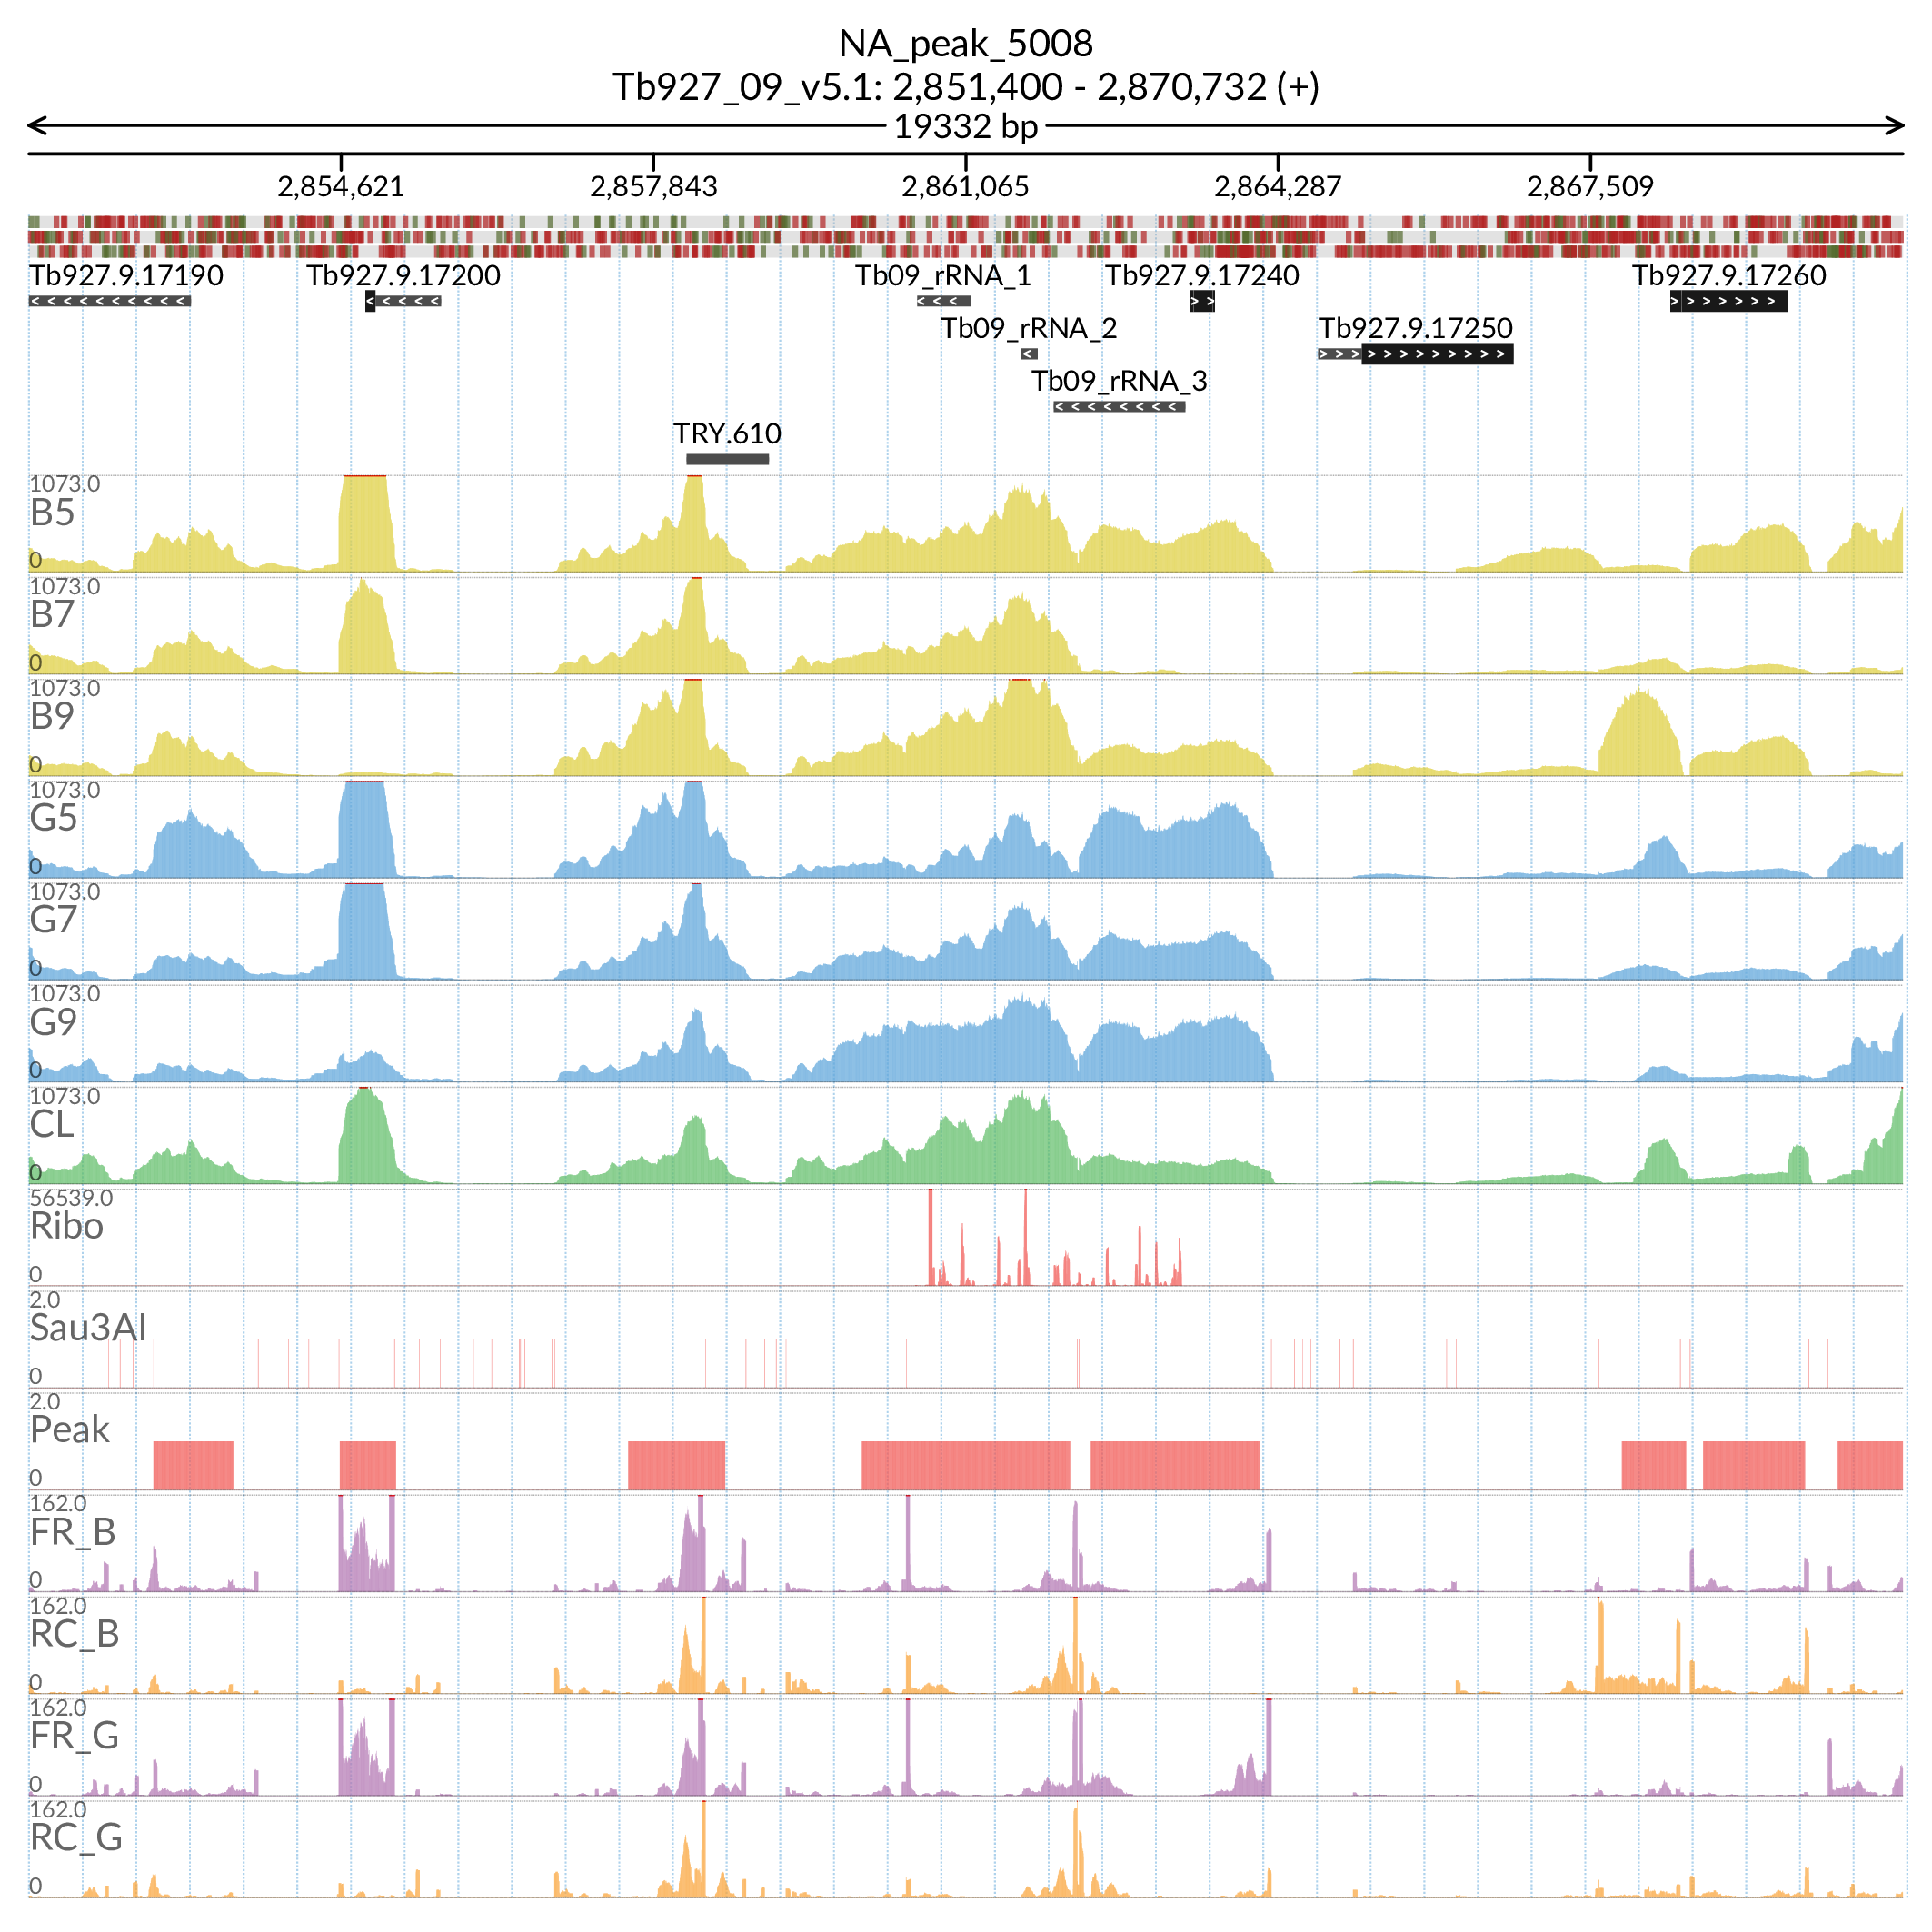 NA_peak_5008
Tb927_09_v5.1: 2,851,400 - 2,870,732 (+)
19332 bp
2,854,621 2,857,843 2,861,065 2,864,287 2,867,509
Tb927.9.17190 Tb927.9.17200 Tb09_rRNA_1 Tb927.9.17240 Tb927.9.17260
Tb09_rRNA_2 Tb927.9.17250
Tb09_rRNA_3
TRY.610
1073.0
B5
0
1073.0
B7
0
1073.0
B9
0
1073.0
G5
0
1073.0
G7
0
1073.0
G9
0
1073.0
CL
0
56539.0
Ribo
0
2.0
Sau3AI
0
2.0
Peak
0
162.0
FR_B
0
162.0
RC_B
0
162.0
FR_G
0
162.0
RC_G
0